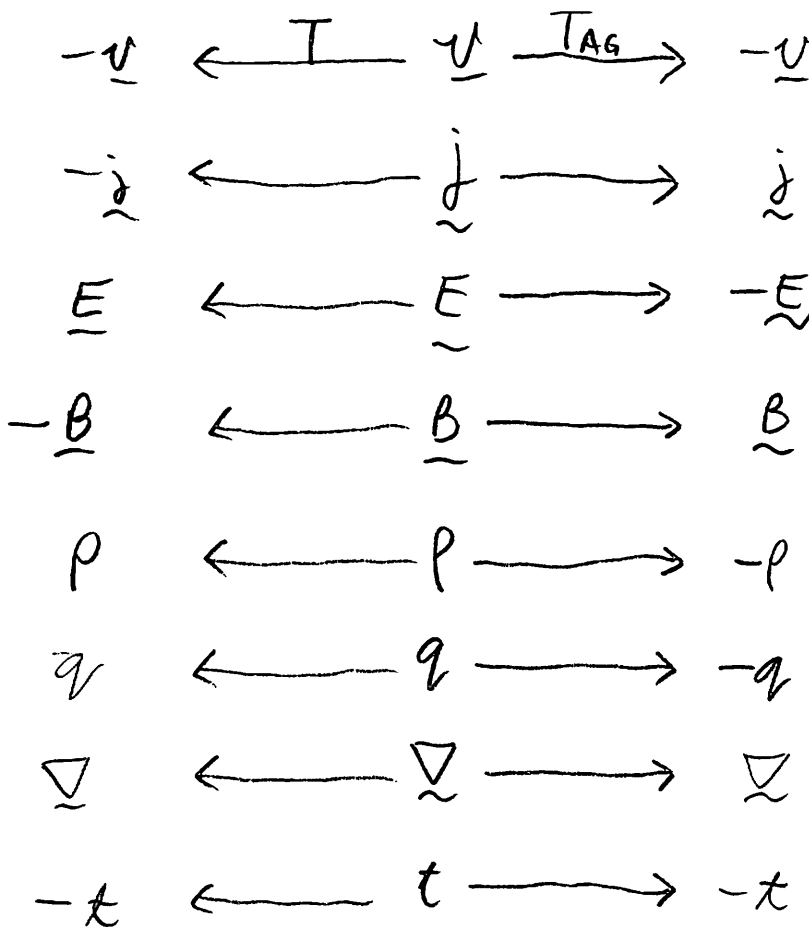 -v ← T v T_AG → -v
-j ← j → j
E ← E → -E
-B ← B → B
ρ ← ρ → -ρ
q ← q → -q
∇ ← ∇ → ∇
-t ← t → -t